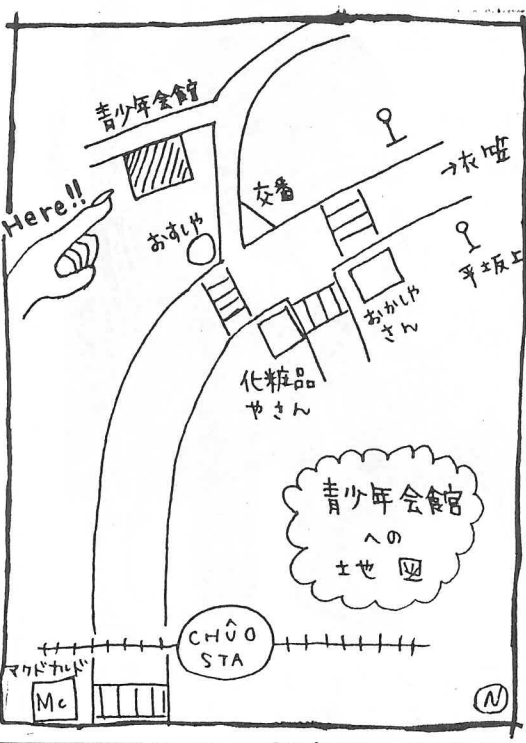 青少年会館
Here!!
おすしや
交番
→衣笠
平坂上
おかしや
さん
化粧品
やさん
青少年会館
への
土地 図
CHÛO
STA
マクドナルド
Mc
N